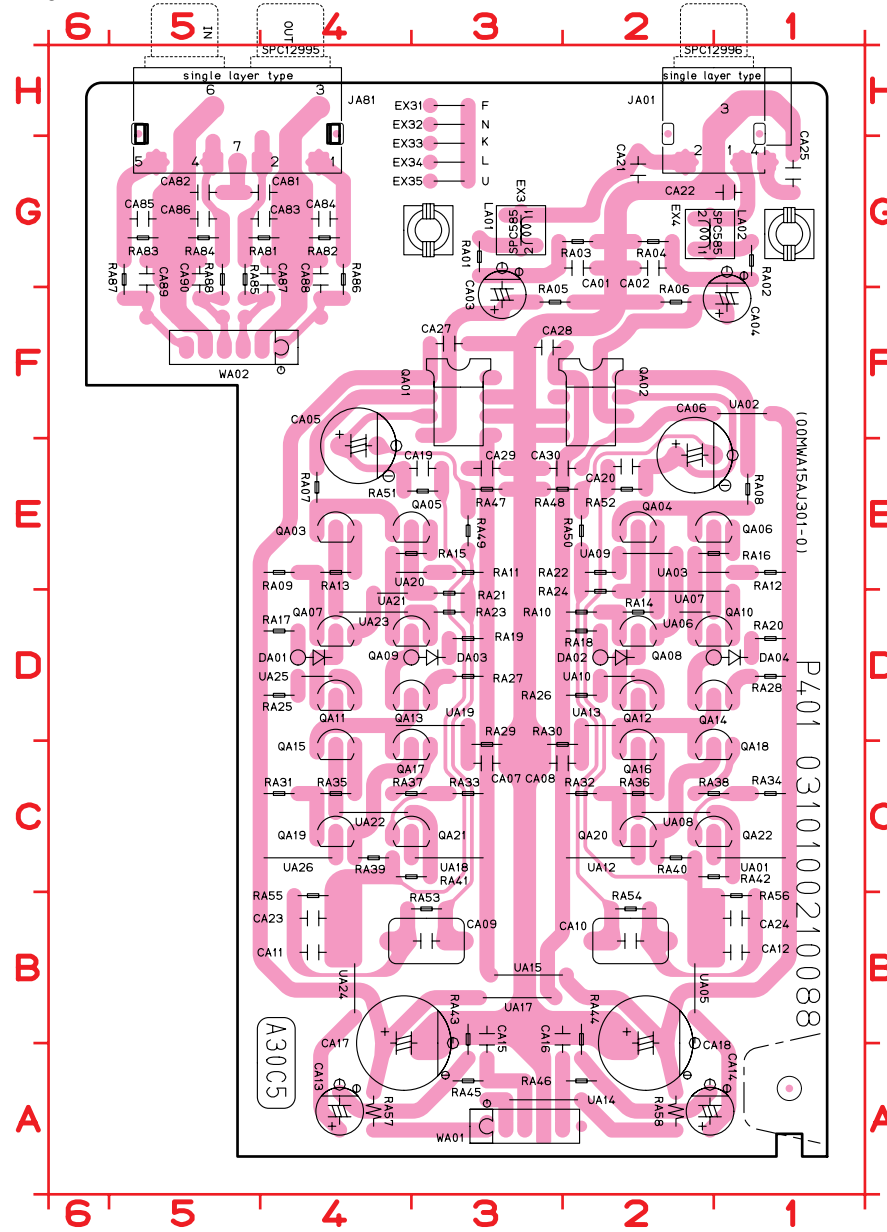 6 5 4 3 2 1
IN OUT
SPC12995 SPC12996
H single layer type single layer type H
6 3 JA81 EX31 F JA01 3
EX32 N
EX33 K CA25
5 4 7 2 1 EX34 L CA21 2 1 4
CA82 CA81 EX35 U CA22
G CA85 CA86 CA83 CA84 LA01 EX3 SPC585 EX4 SPC585 LA02 G
270011 270011
RA83 RA84 RA81 RA82 RA01 RA03 RA04 RA02
RA87 CA89 CA90 RA88 RA85 CA87 CA88 RA86 CA03 CA01 CA02 CA04
RA05 RA06
CA27 CA28
F WA02 QA01 QA02 F
CA05 CA06 UA02
(00MWA15AJ301-0)
CA19 CA29 CA30 CA20
RA07 RA51 RA47 RA48 RA52 RA08
E QA03 QA05 RA49 RA50 QA04 QA06 E
RA15 UA09 RA16
RA09 RA13 UA20 RA11 RA22 UA03 RA12
UA21 RA21 RA24 UA07
QA07 UA23 RA23 RA10 RA14 QA10
RA17 RA19 RA18 UA06 RA20
D DA01 QA09 DA03 DA02 QA08 DA04 D
UA25 RA27 UA10 RA28
RA25 RA26
QA11 QA13 UA19 UA13 QA12 QA14
P401 0310100210088
QA15 RA29 RA30 QA18
QA17 CA07 CA08 QA16
RA31 RA35 RA37 RA33 RA32 RA36 RA38 RA34
C UA22 UA08 C
QA19 QA21 QA20 QA22
UA26 RA39 UA18 UA12 RA40 UA01
RA41 RA42
RA55 RA53 RA54 RA56
CA23 CA09 CA10 CA24
B CA11 CA12 B
UA24 UA15 UA05
UA17
RA43 RA44
A30C5 CA17 CA15 CA16 CA18
CA13 RA45 RA46 CA14
A RA57 UA14 RA58 A
WA01
6 5 4 3 2 1